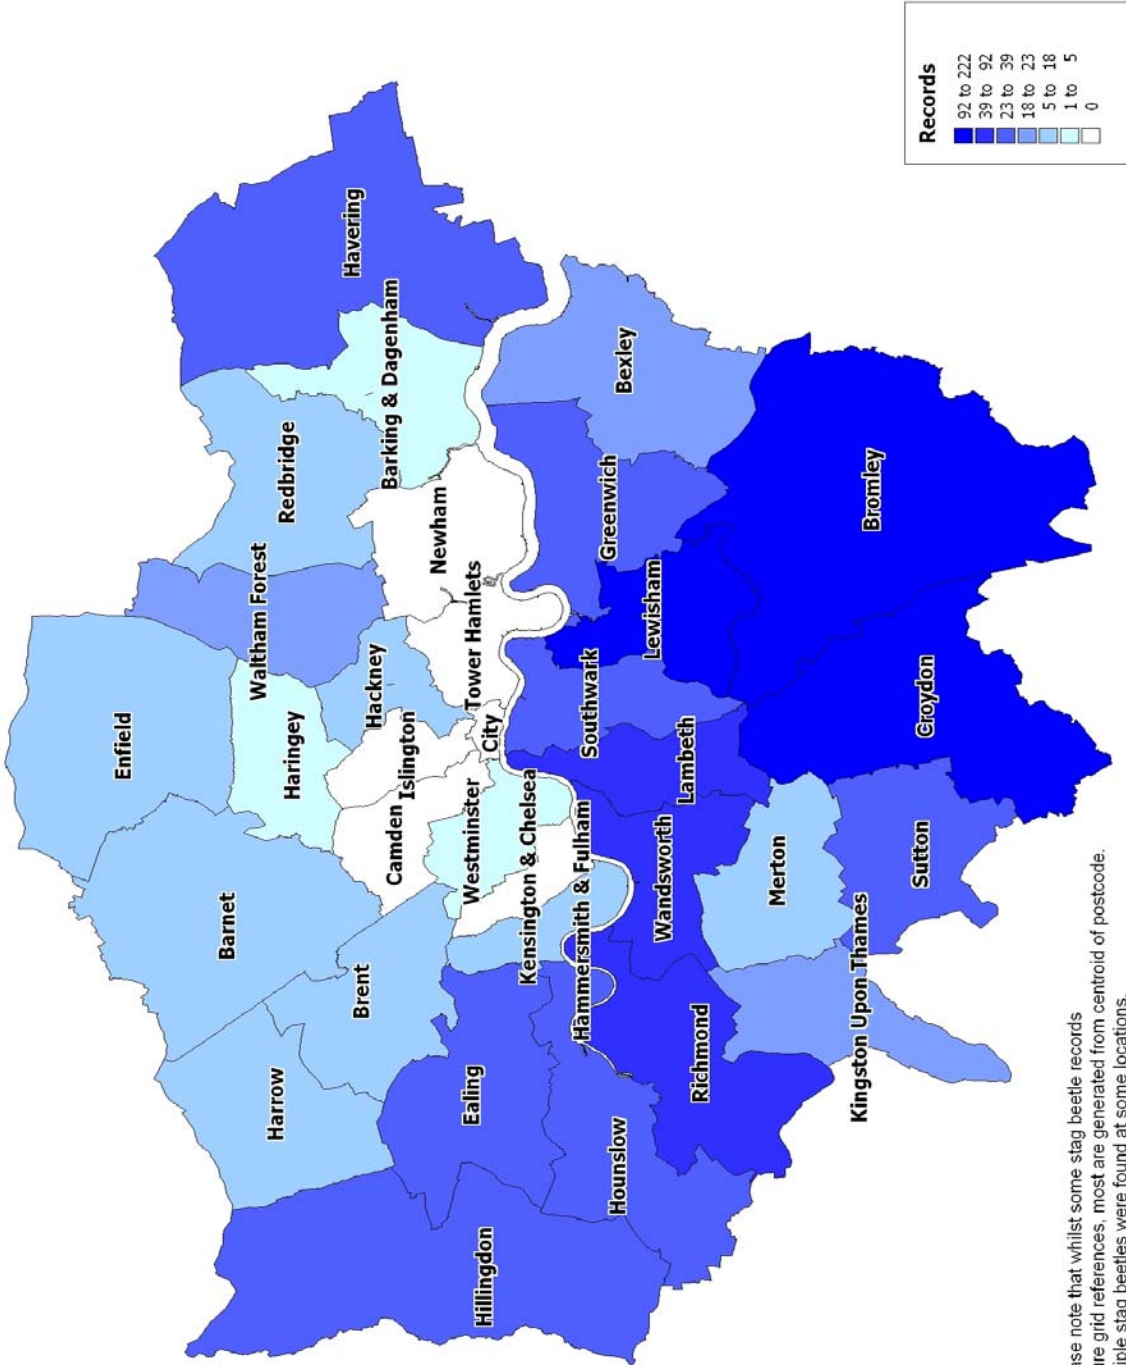 Enfield
Barnet
Haringey
Waltham Forest
Redbridge
Havering
Harrow
Brent
Camden
Islington
Hackney
Barking & Dagenham
Newham
Tower Hamlets
City
Westminster
Kensington & Chelsea
Hammersmith & Fulham
Ealing
Hillingdon
Hounslow
Richmond
Wandsworth
Lambeth
Southwark
Lewisham
Greenwich
Bexley
Merton
Kingston Upon Thames
Sutton
Croydon
Bromley
Records
92 to 222
39 to 92
23 to 39
18 to 23
5 to 18
1 to 5
0
note that whilst some stag beetle records
grid references, most are generated from centroid of postcode.
stag beetles were found at some locations.